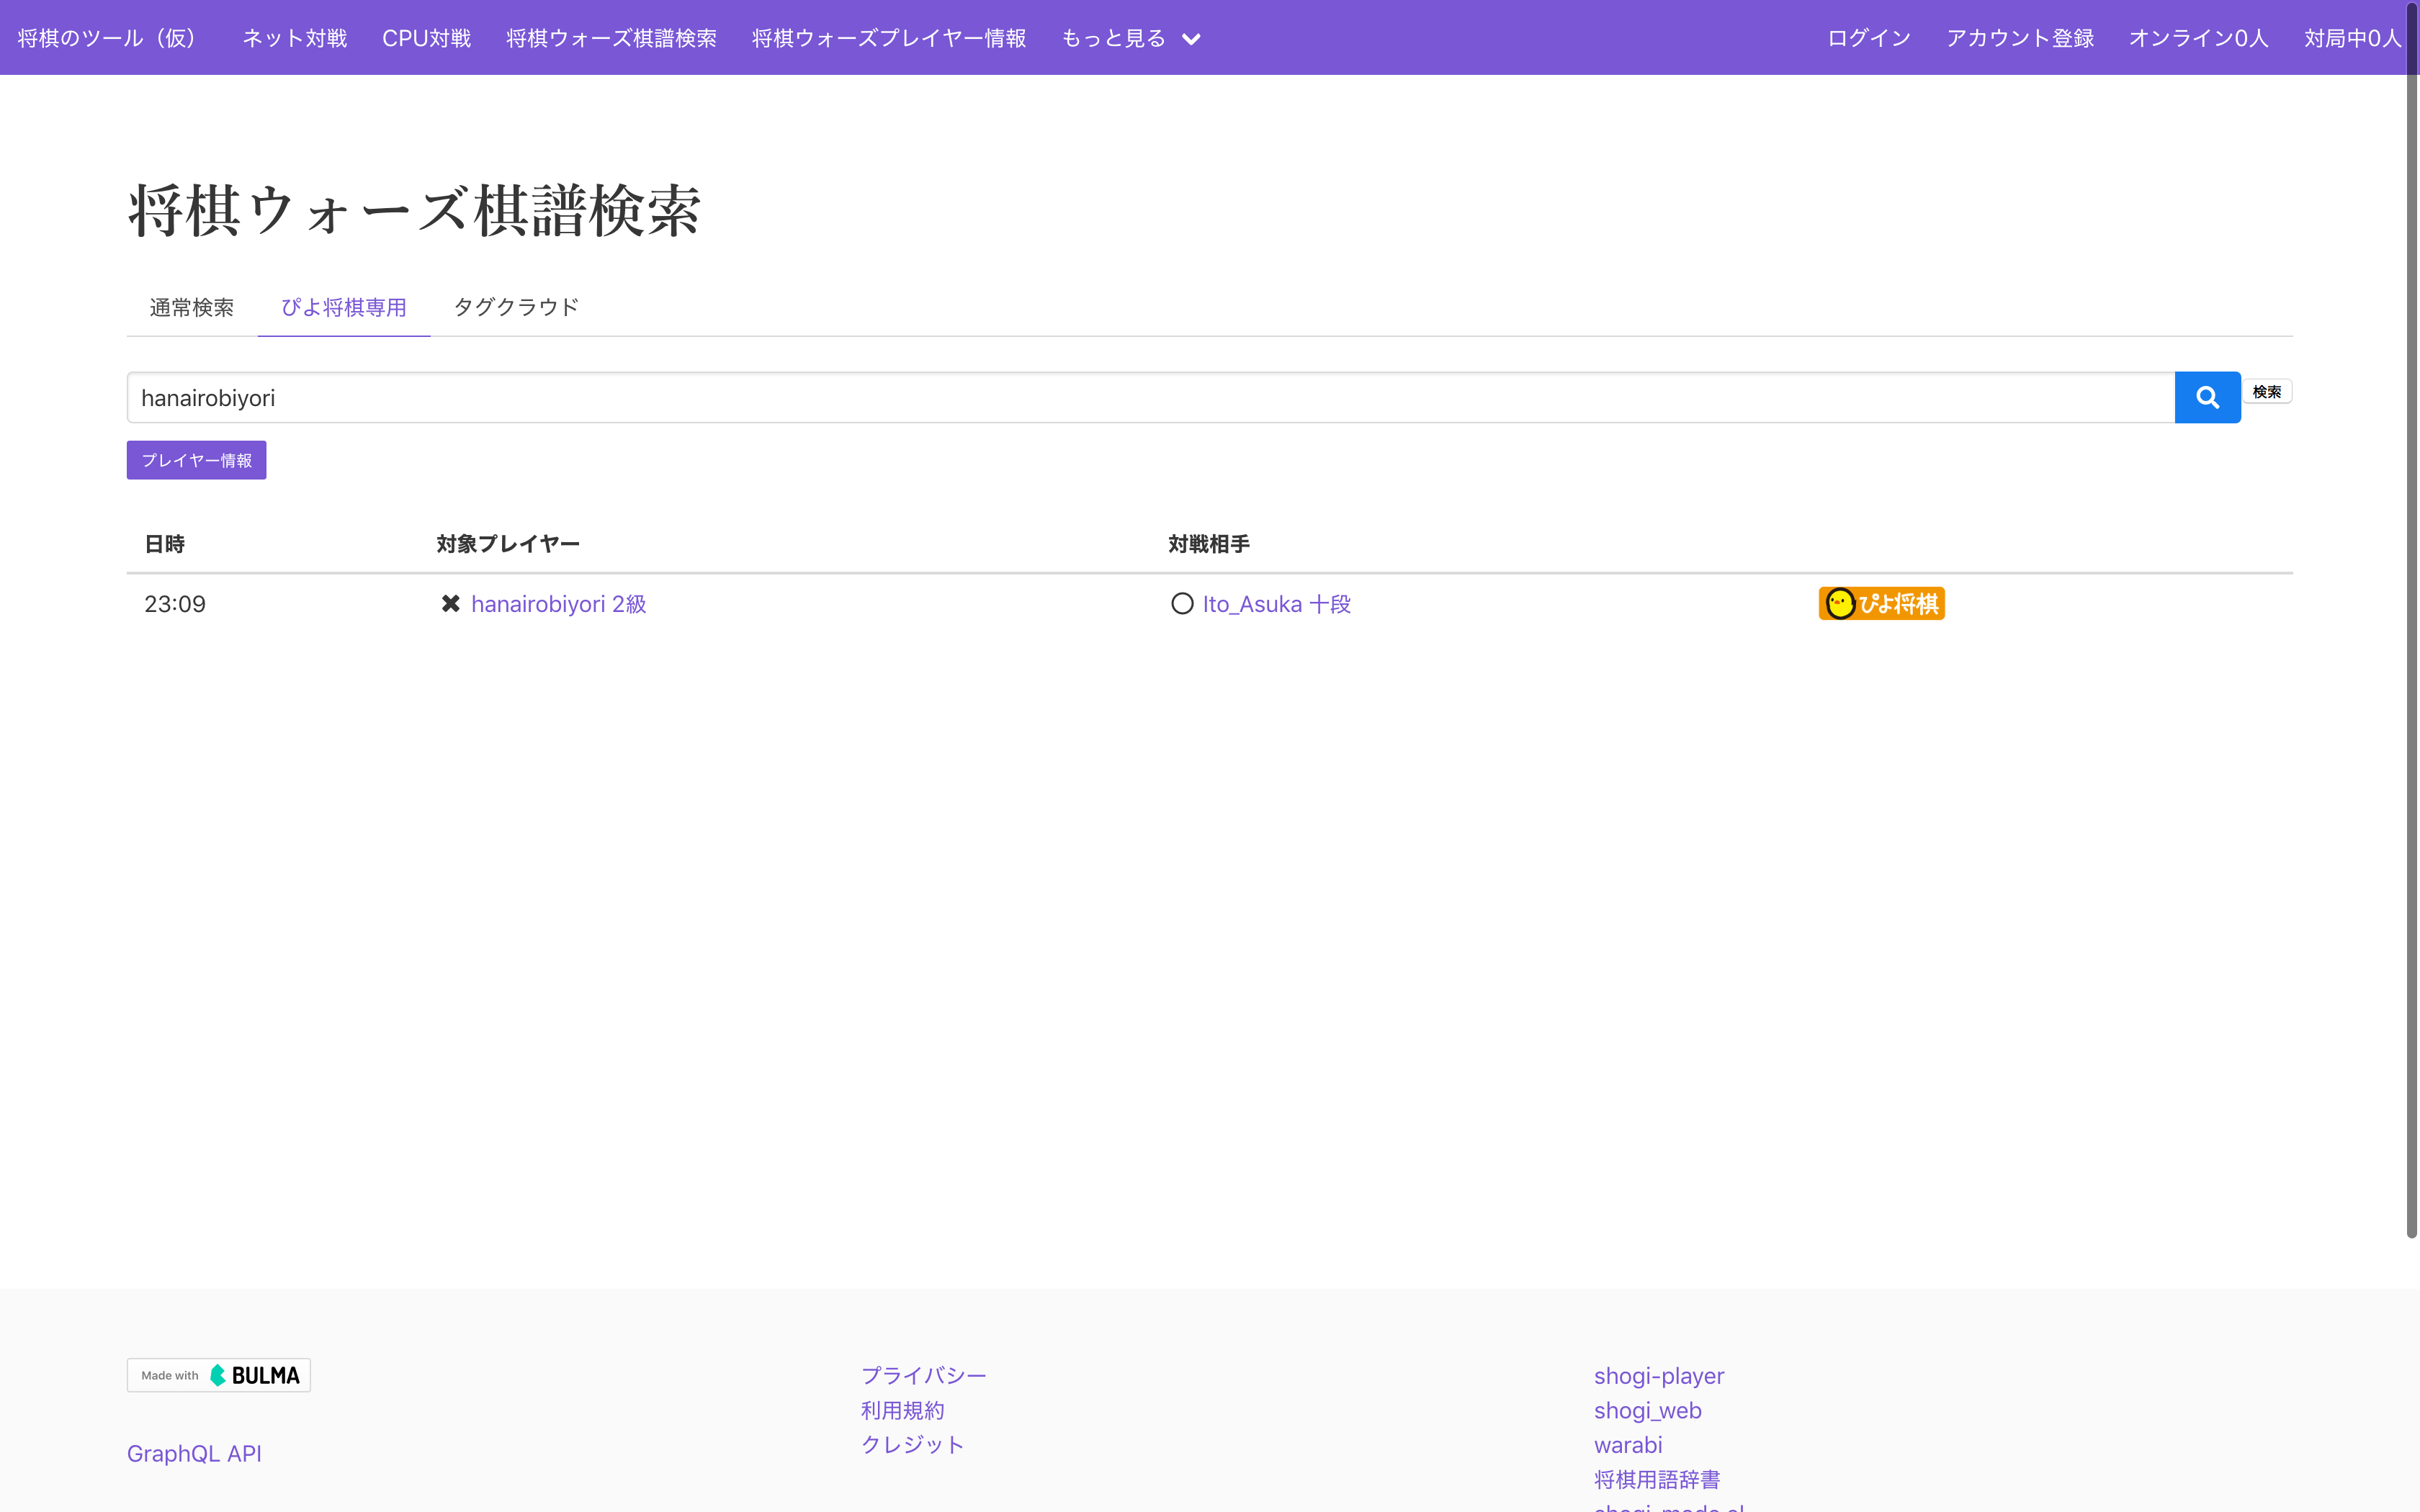 将棋のツール（仮） ネット対戦 CPU対戦 将棋ウォーズ棋譜検索 将棋ウォーズプレイヤー情報 もっと見る ログイン アカウント登録 オンライン0人 対局中0人
将棋ウォーズ棋譜検索
通常検索 ぴよ将棋専用 タグクラウド
hanairobiyori 検索
プレイヤー情報
日時 対象プレイヤー 対戦相手
23:09 hanairobiyori 2級 Ito_Asuka 十段 ぴよ将棋
Made with BULMA プライバシー shogi-player
利用規約 shogi_web
クレジット warabi
GraphQL API
将棋用語辞書